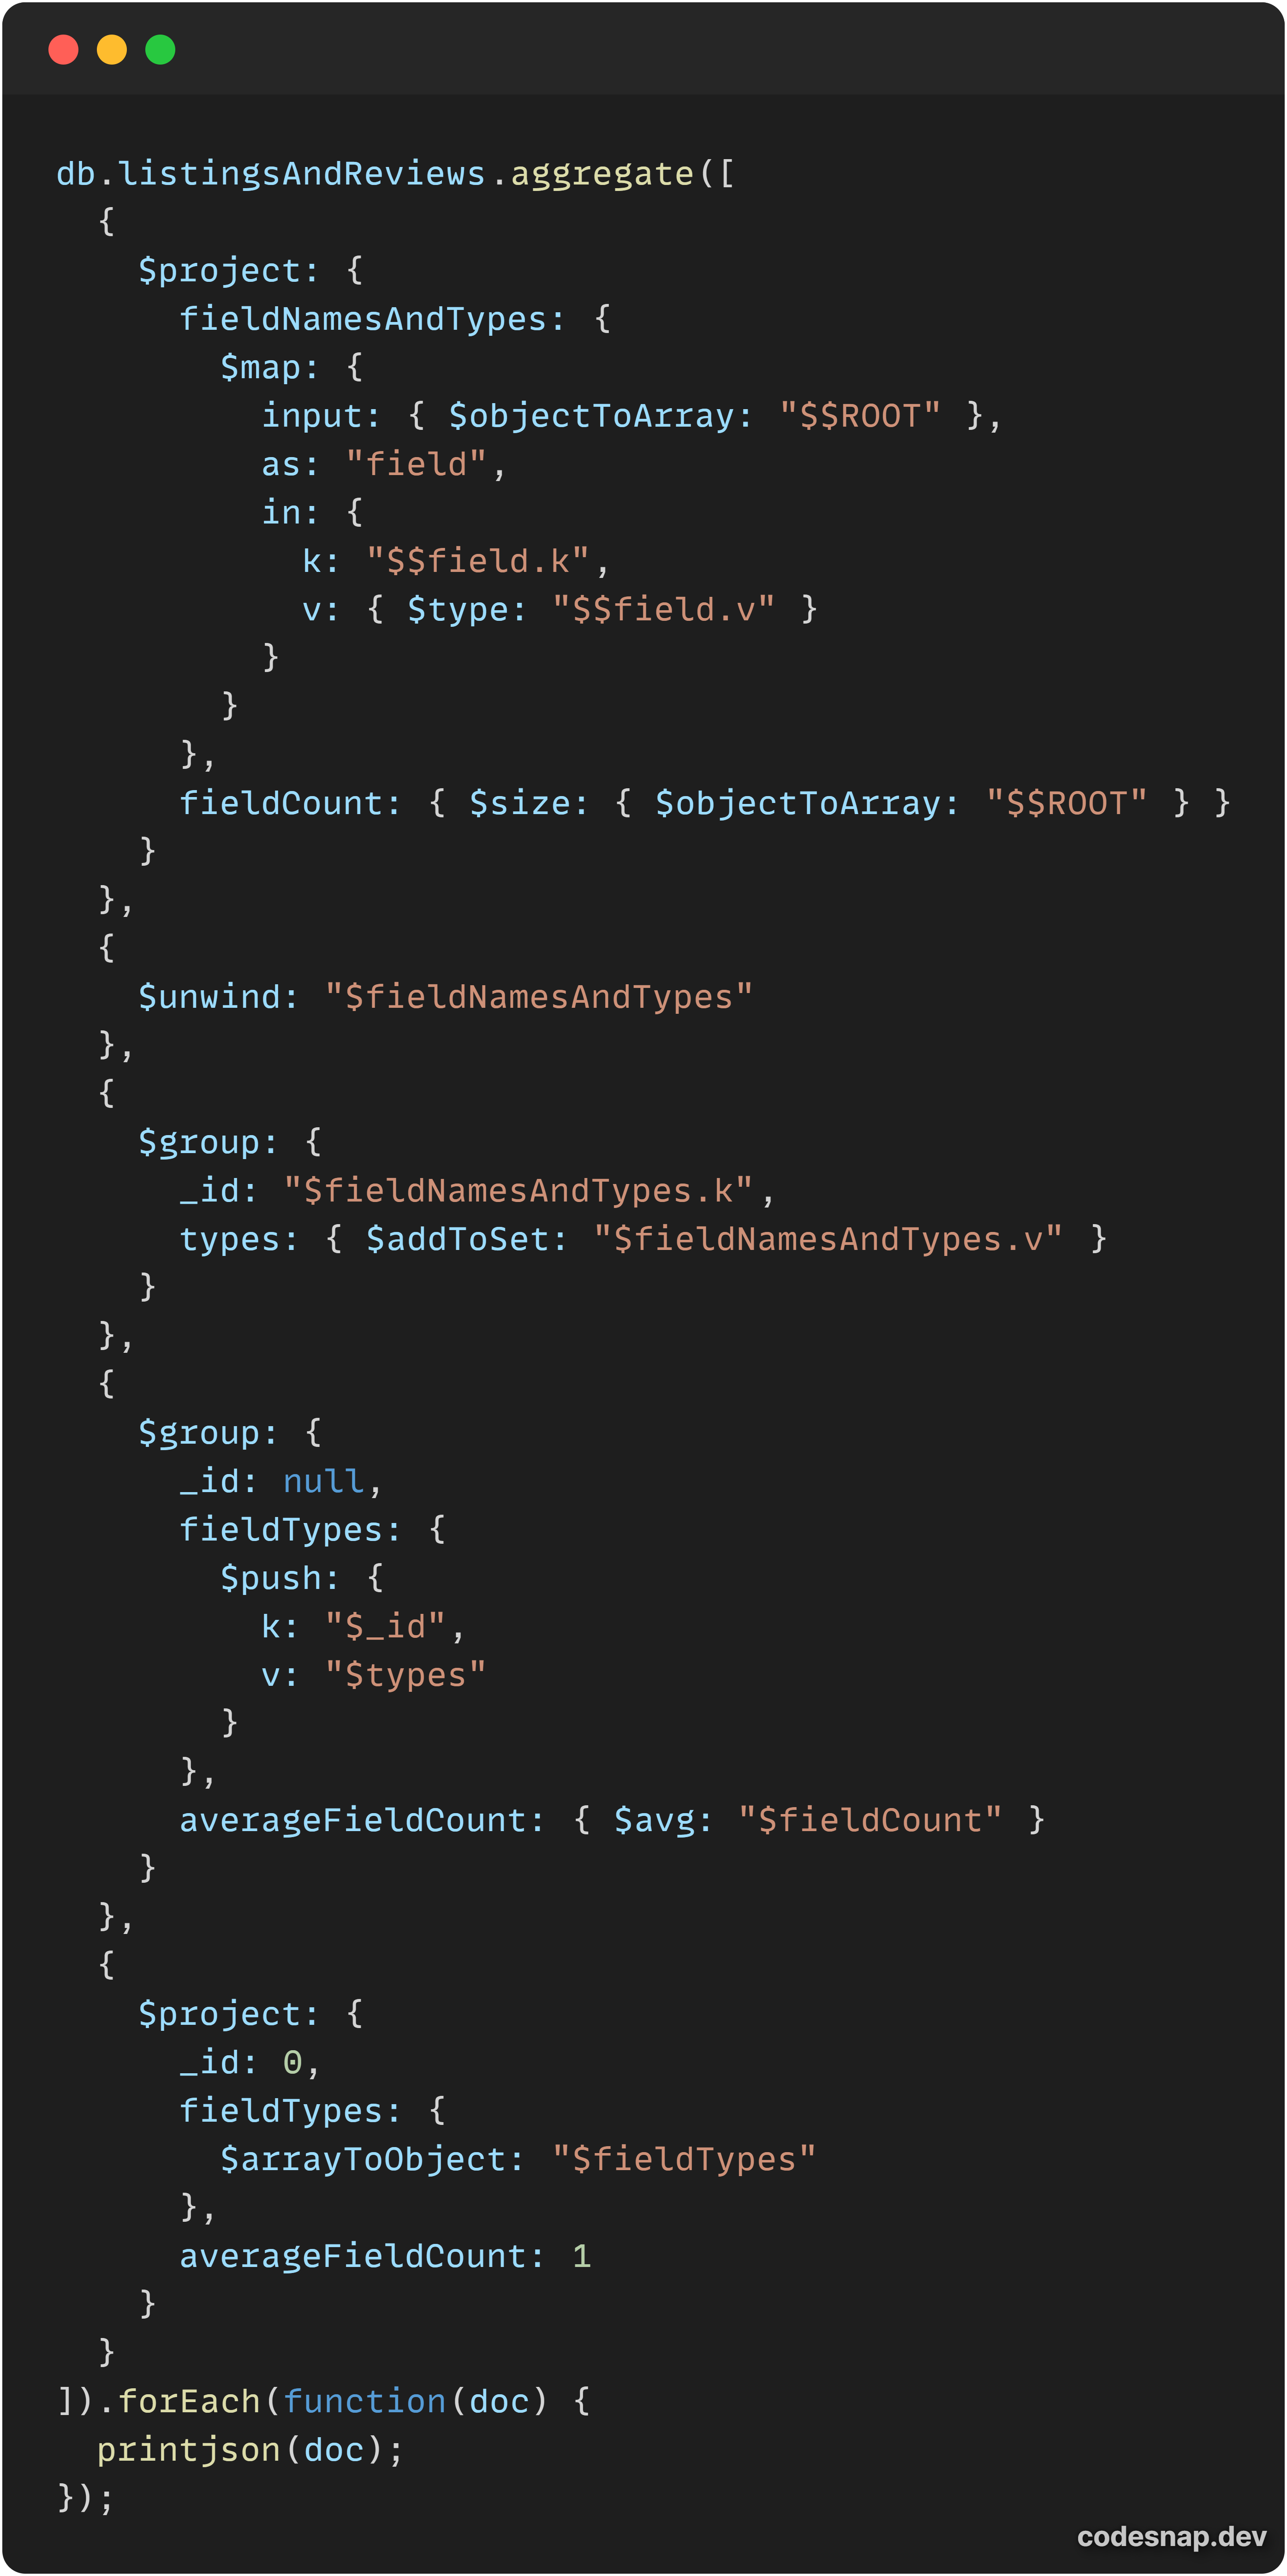 db.listingsAndReviews.aggregate([
  {
    $project: {
      fieldNamesAndTypes: {
        $map: {
          input: { $objectToArray: "$$ROOT" },
          as: "field",
          in: {
            k: "$$field.k",
            v: { $type: "$$field.v" }
          }
        }
      },
      fieldCount: { $size: { $objectToArray: "$$ROOT" } }
    }
  },
  {
    $unwind: "$fieldNamesAndTypes"
  },
  {
    $group: {
      _id: "$fieldNamesAndTypes.k",
      types: { $addToSet: "$fieldNamesAndTypes.v" }
    }
  },
  {
    $group: {
      _id: null,
      fieldTypes: {
        $push: {
          k: "$_id",
          v: "$types"
        }
      },
      averageFieldCount: { $avg: "$fieldCount" }
    }
  },
  {
    $project: {
      _id: 0,
      fieldTypes: {
        $arrayToObject: "$fieldTypes"
      },
      averageFieldCount: 1
    }
  }
]).forEach(function(doc) {
  printjson(doc);
});
codesnap.dev